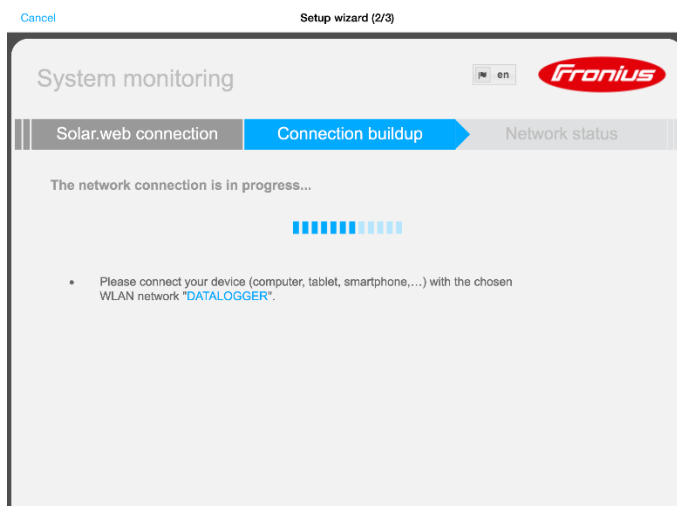 Cancel
Setup wizard (2/3)
System monitoring
en
Fronius
Solar.web connection
Connection buildup
Network status
The network connection is in progress...
• Please connect your device (computer, tablet, smartphone,...) with the chosen
WLAN network "DATALOGGER".